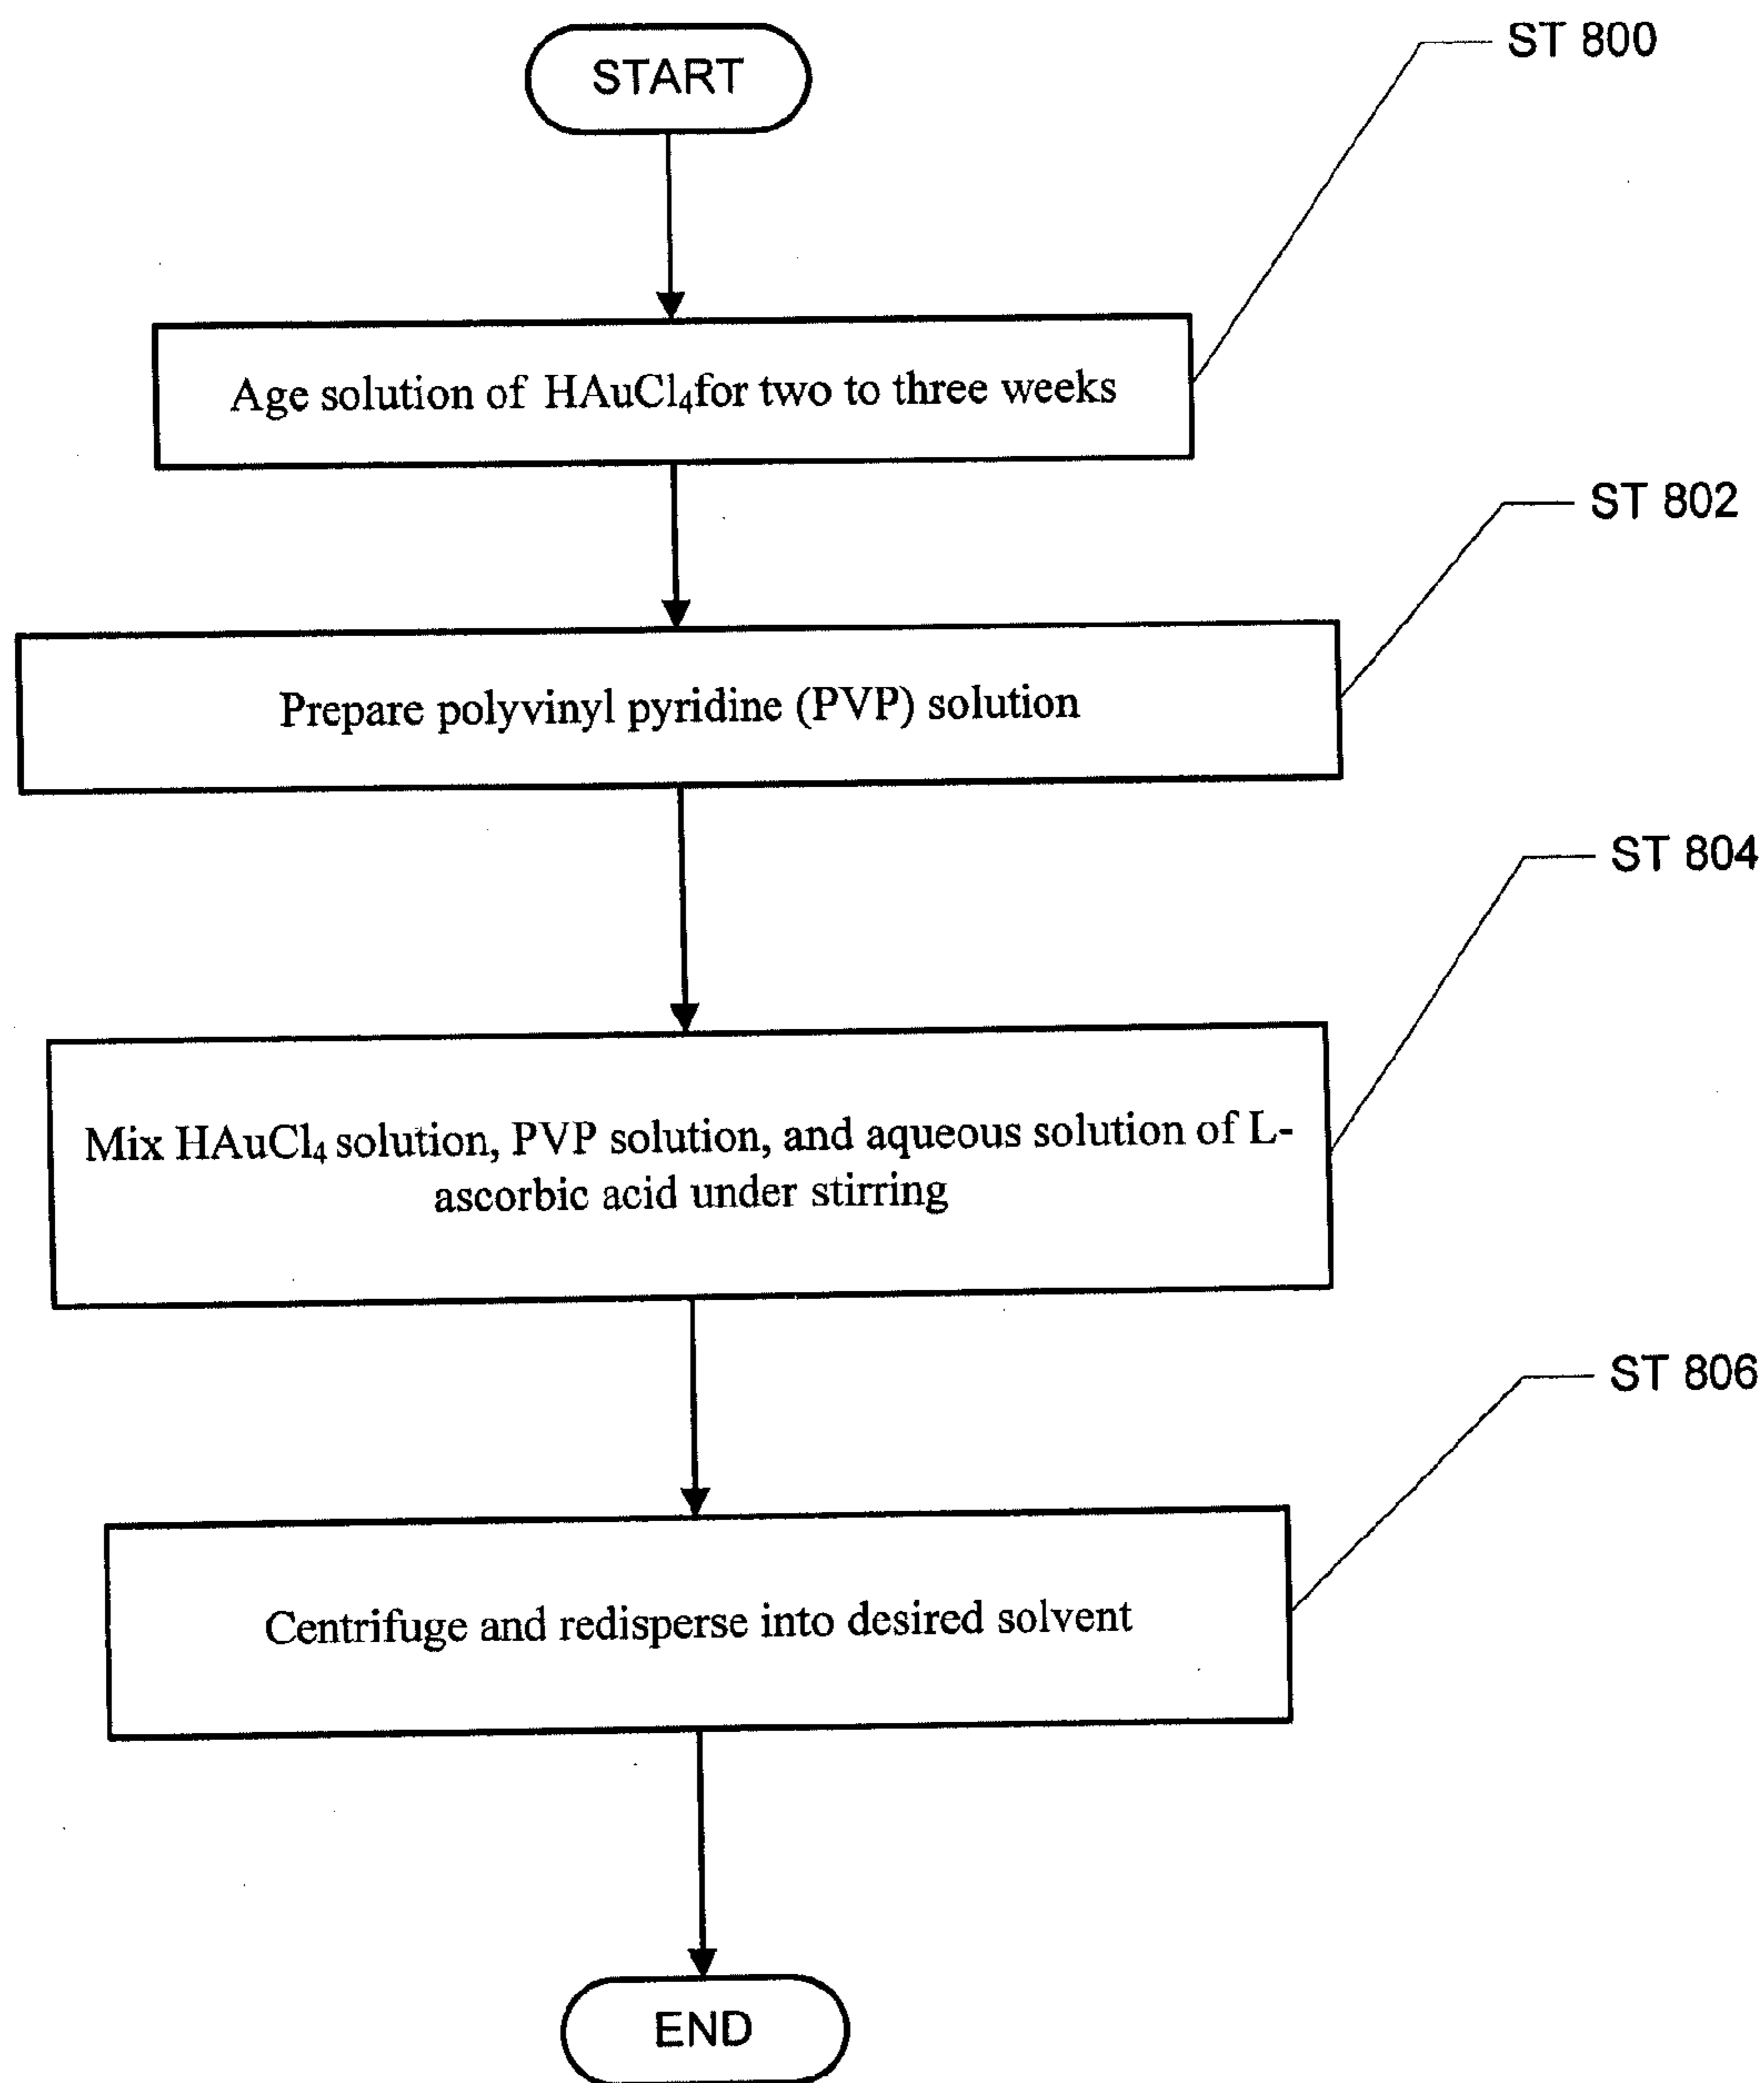 START
ST 800
Age solution of HAuCl₄for two to three weeks
ST 802
Prepare polyvinyl pyridine (PVP) solution
ST 804
Mix HAuCl₄ solution, PVP solution, and aqueous solution of L-
ascorbic acid under stirring
ST 806
Centrifuge and redisperse into desired solvent
END